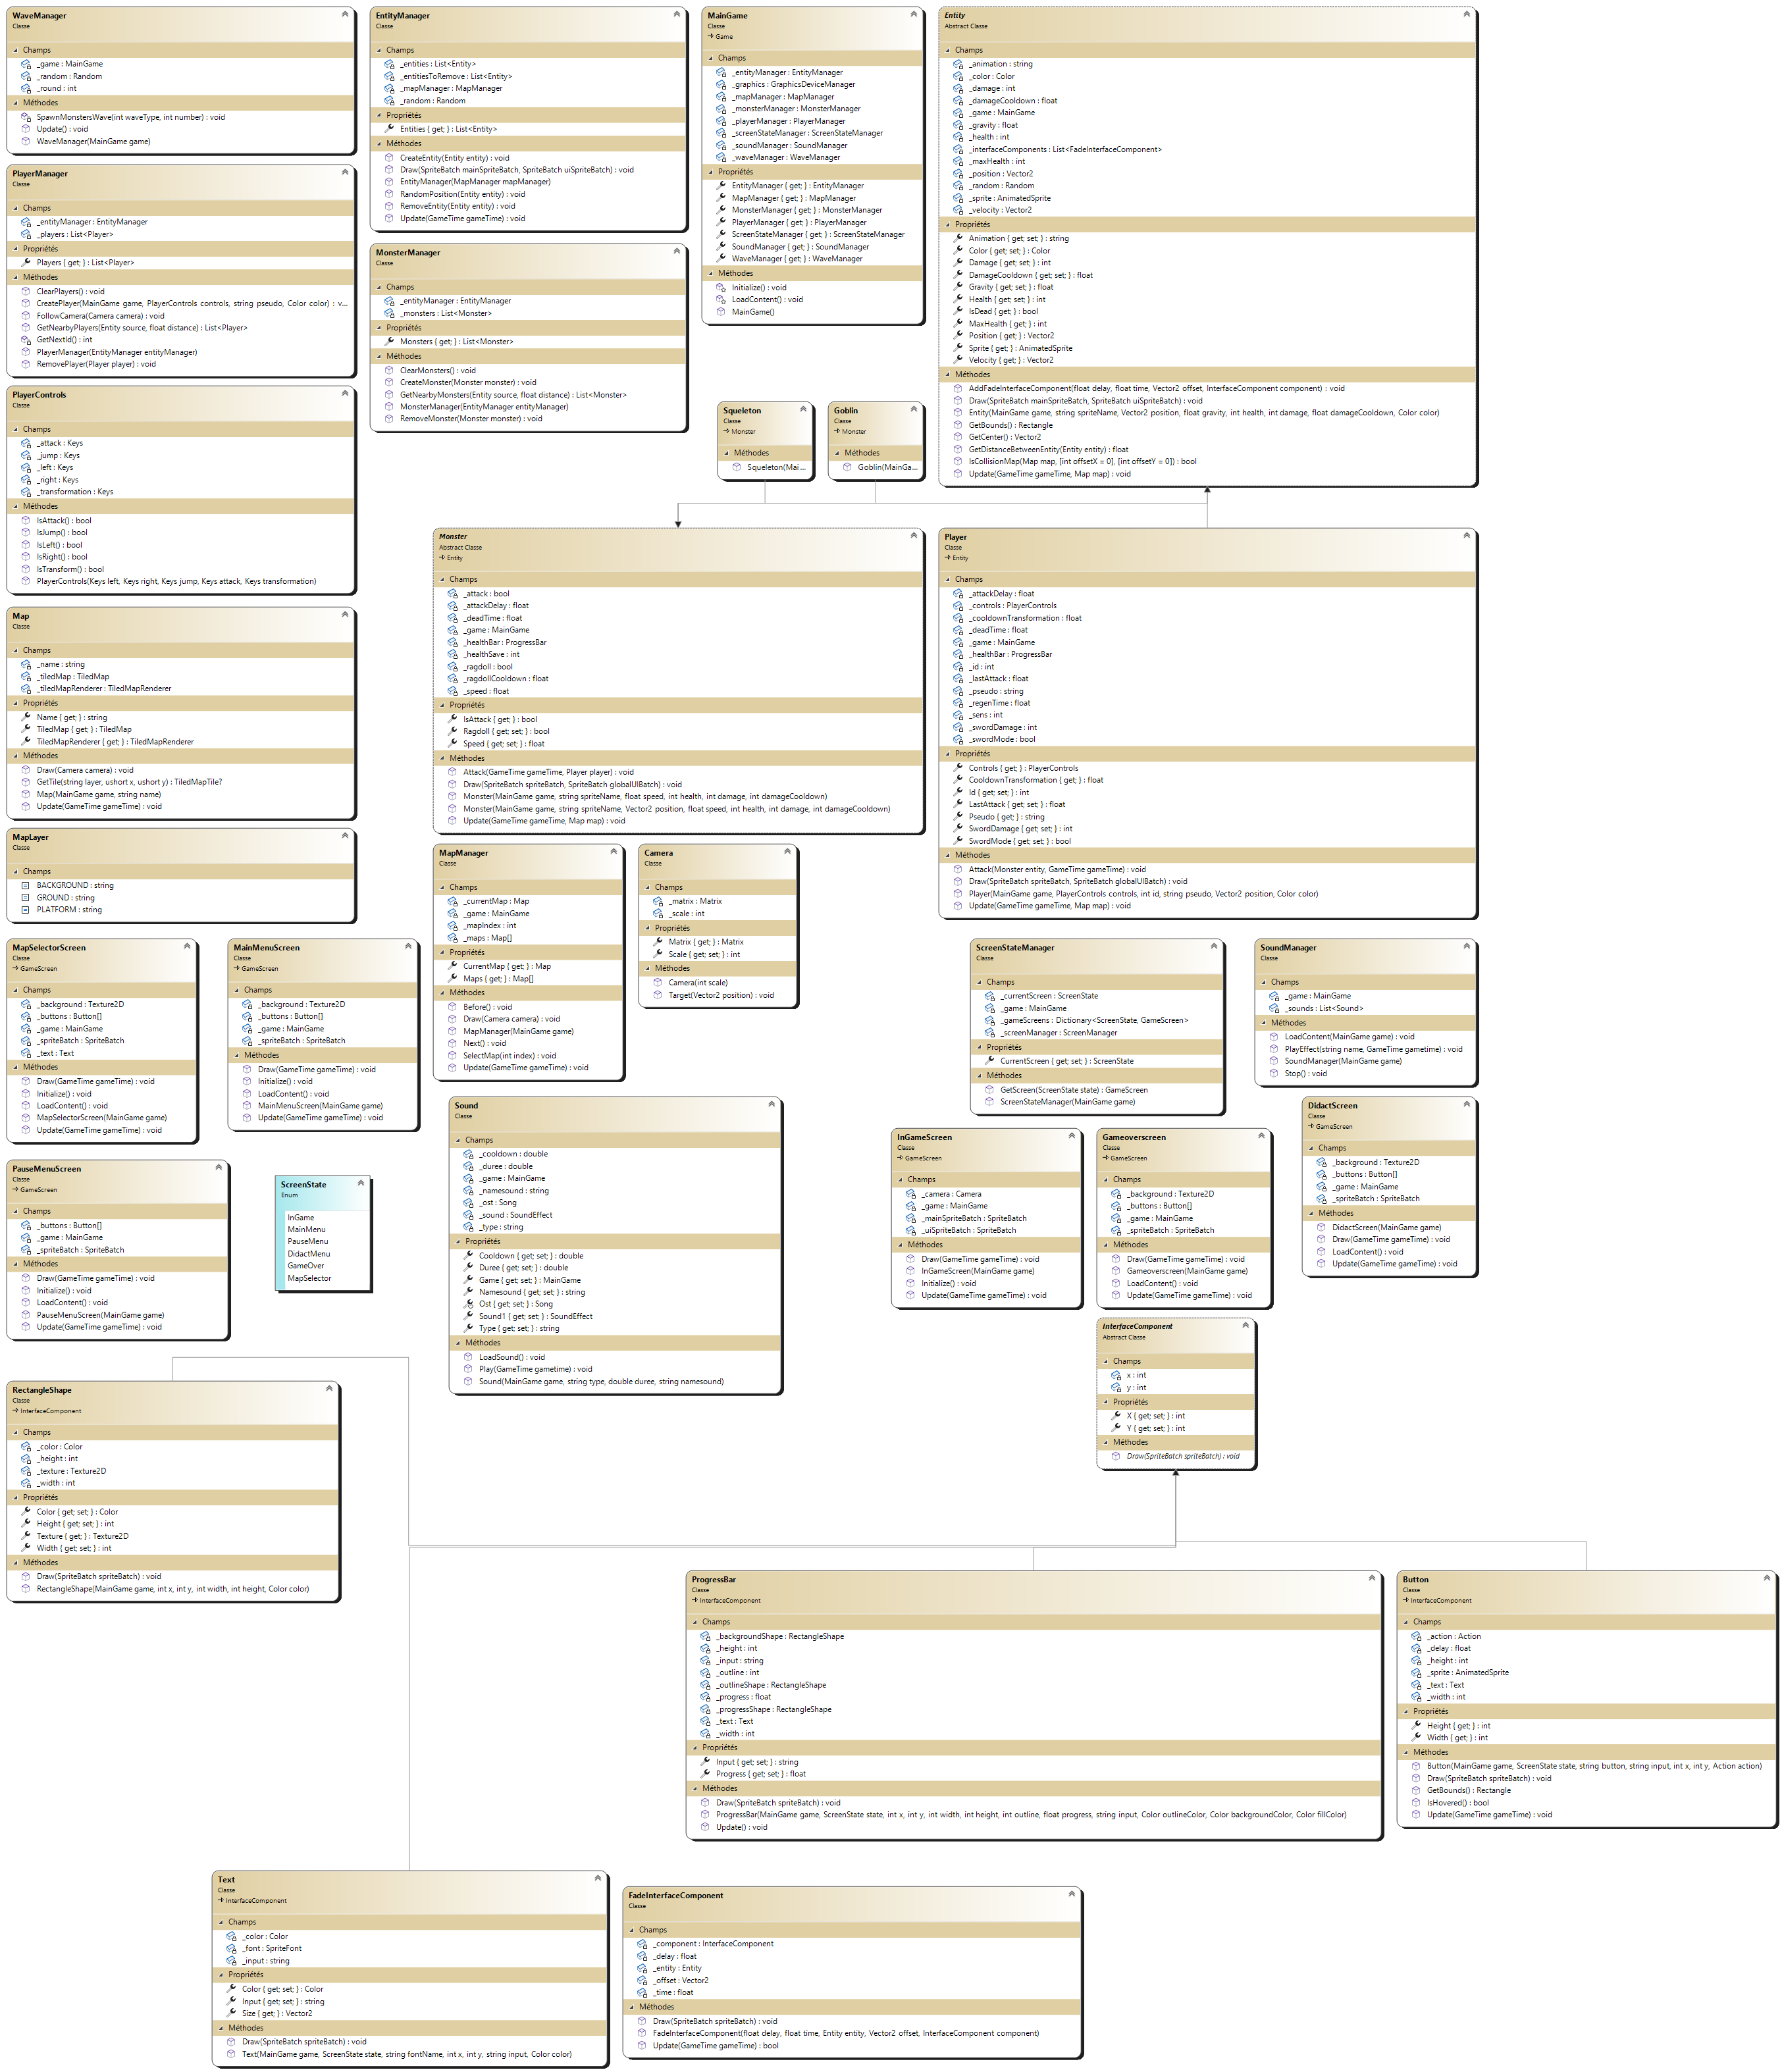 WaveManager
Classe
Champs
_game : MainGame
_random : Random
_round : int
Méthodes
SpawnMonstersWave(int waveType, int number) : void
Update() : void
WaveManager(MainGame game)
PlayerManager
Classe
Champs
_entityManager : EntityManager
_players : List<Player>
Propriétés
Players { get; } : List<Player>
Méthodes
ClearPlayers() : void
CreatePlayer(MainGame game, PlayerControls controls, string pseudo, Color color) : v...
FollowCamera(Camera camera) : void
GetNearbyPlayers(Entity source, float distance) : List<Player>
GetNextId() : int
PlayerManager(EntityManager entityManager)
RemovePlayer(Player player) : void
PlayerControls
Classe
Champs
_attack : Keys
_jump : Keys
_left : Keys
_right : Keys
_transformation : Keys
Méthodes
IsAttack() : bool
IsJump() : bool
IsLeft() : bool
IsRight() : bool
IsTransform() : bool
PlayerControls(Keys left, Keys right, Keys jump, Keys attack, Keys transformation)
Map
Classe
Champs
_name : string
_tiledMap : TiledMap
_tiledMapRenderer : TiledMapRenderer
Propriétés
Name { get; } : string
TiledMap { get; } : TiledMap
TiledMapRenderer { get; } : TiledMapRenderer
Méthodes
Draw(Camera camera) : void
GetTile(string layer, ushort x, ushort y) : TiledMapTile?
Map(MainGame game, string name)
Update(GameTime gameTime) : void
MapLayer
Classe
Champs
BACKGROUND : string
GROUND : string
PLATFORM : string
EntityManager
Classe
Champs
_entities : List<Entity>
_entitiesToRemove : List<Entity>
_mapManager : MapManager
_random : Random
Propriétés
Entities { get; } : List<Entity>
Méthodes
CreateEntity(Entity entity) : void
Draw(SpriteBatch mainSpriteBatch, SpriteBatch uiSpriteBatch) : void
EntityManager(MapManager mapManager)
RandomPosition(Entity entity) : void
RemoveEntity(Entity entity) : void
Update(GameTime gameTime) : void
MonsterManager
Classe
Champs
_entityManager : EntityManager
_monsters : List<Monster>
Propriétés
Monsters { get; } : List<Monster>
Méthodes
ClearMonsters() : void
CreateMonster(Monster monster) : void
GetNearbyMonsters(Entity source, float distance) : List<Monster>
MonsterManager(EntityManager entityManager)
RemoveMonster(Monster monster) : void
MainGame
Classe
Game
Champs
_entityManager : EntityManager
_graphics : GraphicsDeviceManager
_mapManager : MapManager
_monsterManager : MonsterManager
_playerManager : PlayerManager
_screenStateManager : ScreenStateManager
_soundManager : SoundManager
_waveManager : WaveManager
Propriétés
EntityManager { get; } : EntityManager
MapManager { get; } : MapManager
MonsterManager { get; } : MonsterManager
PlayerManager { get; } : PlayerManager
ScreenStateManager { get; } : ScreenStateManager
SoundManager { get; } : SoundManager
WaveManager { get; } : WaveManager
Méthodes
Initialize() : void
LoadContent() : void
MainGame()
Squeleton
Classe
Monster
Méthodes
Squeleton(Mai...
Goblin
Classe
Monster
Méthodes
Goblin(MainGa...
Entity
Abstract Classe
Champs
_animation : string
_color : Color
_damage : int
_damageCooldown : float
_game : MainGame
_gravity : float
_health : int
_interfaceComponents : List<FadeInterfaceComponent>
_maxHealth : int
_position : Vector2
_random : Random
_sprite : AnimatedSprite
_velocity : Vector2
Propriétés
Animation { get; set; } : string
Color { get; set; } : Color
Damage { get; set; } : int
DamageCooldown { get; set; } : float
Gravity { get; set; } : float
Health { get; set; } : int
IsDead { get; } : bool
MaxHealth { get; } : int
Position { get; } : Vector2
Sprite { get; } : AnimatedSprite
Velocity { get; } : Vector2
Méthodes
AddFadeInterfaceComponent(float delay, float time, Vector2 offset, InterfaceComponent component) : void
Draw(SpriteBatch mainSpriteBatch, SpriteBatch uiSpriteBatch) : void
Entity(MainGame game, string spriteName, Vector2 position, float gravity, int health, int damage, float damageCooldown, Color color)
GetBounds() : Rectangle
GetCenter() : Vector2
GetDistanceBetweenEntity(Entity entity) : float
IsCollisionMap(Map map, [int offsetX = 0], [int offsetY = 0]) : bool
Update(GameTime gameTime, Map map) : void
Monster
Abstract Classe
Entity
Champs
_attack : bool
_attackDelay : float
_deadTime : float
_game : MainGame
_healthBar : ProgressBar
_healthSave : int
_ragdoll : bool
_ragdollCooldown : float
_speed : float
Propriétés
IsAttack { get; } : bool
Ragdoll { get; set; } : bool
Speed { get; set; } : float
Méthodes
Attack(GameTime gameTime, Player player) : void
Draw(SpriteBatch spriteBatch, SpriteBatch globalUIBatch) : void
Monster(MainGame game, string spriteName, float speed, int health, int damage, int damageCooldown)
Monster(MainGame game, string spriteName, Vector2 position, float speed, int health, int damage, int damageCooldown)
Update(GameTime gameTime, Map map) : void
Player
Classe
Entity
Champs
_attackDelay : float
_controls : PlayerControls
_cooldownTransformation : float
_deadTime : float
_game : MainGame
_healthBar : ProgressBar
_id : int
_lastAttack : float
_pseudo : string
_regenTime : float
_sens : int
_swordDamage : int
_swordMode : bool
Propriétés
Controls { get; } : PlayerControls
CooldownTransformation { get; } : float
Id { get; set; } : int
LastAttack { get; set; } : float
Pseudo { get; } : string
SwordDamage { get; set; } : int
SwordMode { get; set; } : bool
Méthodes
Attack(Monster entity, GameTime gameTime) : void
Draw(SpriteBatch spriteBatch, SpriteBatch globalUIBatch) : void
Player(MainGame game, PlayerControls controls, int id, string pseudo, Vector2 position, Color color)
Update(GameTime gameTime, Map map) : void
MapManager
Classe
Champs
_currentMap : Map
_game : MainGame
_mapIndex : int
_maps : Map[]
Propriétés
CurrentMap { get; } : Map
Maps { get; } : Map[]
Méthodes
Before() : void
Draw(Camera camera) : void
MapManager(MainGame game)
Next() : void
SelectMap(int index) : void
Update(GameTime gameTime) : void
Camera
Classe
Champs
_matrix : Matrix
_scale : int
Propriétés
Matrix { get; } : Matrix
Scale { get; set; } : int
Méthodes
Camera(int scale)
Target(Vector2 position) : void
MapSelectorScreen
Classe
GameScreen
Champs
_background : Texture2D
_buttons : Button[]
_game : MainGame
_spriteBatch : SpriteBatch
_text : Text
Méthodes
Draw(GameTime gameTime) : void
Initialize() : void
LoadContent() : void
MapSelectorScreen(MainGame game)
Update(GameTime gameTime) : void
MainMenuScreen
Classe
GameScreen
Champs
_background : Texture2D
_buttons : Button[]
_game : MainGame
_spriteBatch : SpriteBatch
Méthodes
Draw(GameTime gameTime) : void
Initialize() : void
LoadContent() : void
MainMenuScreen(MainGame game)
Update(GameTime gameTime) : void
ScreenStateManager
Classe
Champs
_currentScreen : ScreenState
_game : MainGame
_gameScreens : Dictionary<ScreenState, GameScreen>
_screenManager : ScreenManager
Propriétés
CurrentScreen { get; set; } : ScreenState
Méthodes
GetScreen(ScreenState state) : GameScreen
ScreenStateManager(MainGame game)
SoundManager
Classe
Champs
_game : MainGame
_sounds : List<Sound>
Méthodes
LoadContent(MainGame game) : void
PlayEffect(string name, GameTime gametime) : void
SoundManager(MainGame game)
Stop() : void
PauseMenuScreen
Classe
GameScreen
Champs
_buttons : Button[]
_game : MainGame
_spriteBatch : SpriteBatch
Méthodes
Draw(GameTime gameTime) : void
Initialize() : void
LoadContent() : void
PauseMenuScreen(MainGame game)
Update(GameTime gameTime) : void
ScreenState
Enum
InGame
MainMenu
PauseMenu
DidactMenu
GameOver
MapSelector
Sound
Classe
Champs
_cooldown : double
_duree : double
_game : MainGame
_namesound : string
_ost : Song
_sound : SoundEffect
_type : string
Propriétés
Cooldown { get; set; } : double
Duree { get; set; } : double
Game { get; set; } : MainGame
Namesound { get; set; } : string
Ost { get; set; } : Song
Sound1 { get; set; } : SoundEffect
Type { get; set; } : string
Méthodes
LoadSound() : void
Play(GameTime gametime) : void
Sound(MainGame game, string type, double duree, string namesound)
InGameScreen
Classe
GameScreen
Champs
_camera : Camera
_game : MainGame
_mainSpriteBatch : SpriteBatch
_uiSpriteBatch : SpriteBatch
Méthodes
Draw(GameTime gameTime) : void
InGameScreen(MainGame game)
Initialize() : void
Update(GameTime gameTime) : void
Gameoverscreen
Classe
GameScreen
Champs
_background : Texture2D
_buttons : Button[]
_game : MainGame
_spriteBatch : SpriteBatch
Méthodes
Draw(GameTime gameTime) : void
Gameoverscreen(MainGame game)
LoadContent() : void
Update(GameTime gameTime) : void
DidactScreen
Classe
GameScreen
Champs
_background : Texture2D
_buttons : Button[]
_game : MainGame
_spriteBatch : SpriteBatch
Méthodes
DidactScreen(MainGame game)
Draw(GameTime gameTime) : void
LoadContent() : void
Update(GameTime gameTime) : void
InterfaceComponent
Abstract Classe
Champs
x : int
y : int
Propriétés
X { get; set; } : int
Y { get; set; } : int
Méthodes
Draw(SpriteBatch spriteBatch) : void
RectangleShape
Classe
InterfaceComponent
Champs
_color : Color
_height : int
_texture : Texture2D
_width : int
Propriétés
Color { get; set; } : Color
Height { get; set; } : int
Texture { get; } : Texture2D
Width { get; set; } : int
Méthodes
Draw(SpriteBatch spriteBatch) : void
RectangleShape(MainGame game, int x, int y, int width, int height, Color color)
ProgressBar
Classe
InterfaceComponent
Champs
_backgroundShape : RectangleShape
_height : int
_input : string
_outline : int
_outlineShape : RectangleShape
_progress : float
_progressShape : RectangleShape
_text : Text
_width : int
Propriétés
Input { get; set; } : string
Progress { get; set; } : float
Méthodes
Draw(SpriteBatch spriteBatch) : void
ProgressBar(MainGame game, ScreenState state, int x, int y, int width, int height, int outline, float progress, string input, Color outlineColor, Color backgroundColor, Color fillColor)
Update() : void
Button
Classe
InterfaceComponent
Champs
_action : Action
_delay : float
_height : int
_sprite : AnimatedSprite
_text : Text
_width : int
Propriétés
Height { get; } : int
Width { get; } : int
Méthodes
Button(MainGame game, ScreenState state, string button, string input, int x, int y, Action action)
Draw(SpriteBatch spriteBatch) : void
GetBounds() : Rectangle
IsHovered() : bool
Update(GameTime gameTime) : void
Text
Classe
InterfaceComponent
Champs
_color : Color
_font : SpriteFont
_input : string
Propriétés
Color { get; set; } : Color
Input { get; set; } : string
Size { get; } : Vector2
Méthodes
Draw(SpriteBatch spriteBatch) : void
Text(MainGame game, ScreenState state, string fontName, int x, int y, string input, Color color)
FadeInterfaceComponent
Classe
Champs
_component : InterfaceComponent
_delay : float
_entity : Entity
_offset : Vector2
_time : float
Méthodes
Draw(SpriteBatch spriteBatch) : void
FadeInterfaceComponent(float delay, float time, Entity entity, Vector2 offset, InterfaceComponent component)
Update(GameTime gameTime) : bool